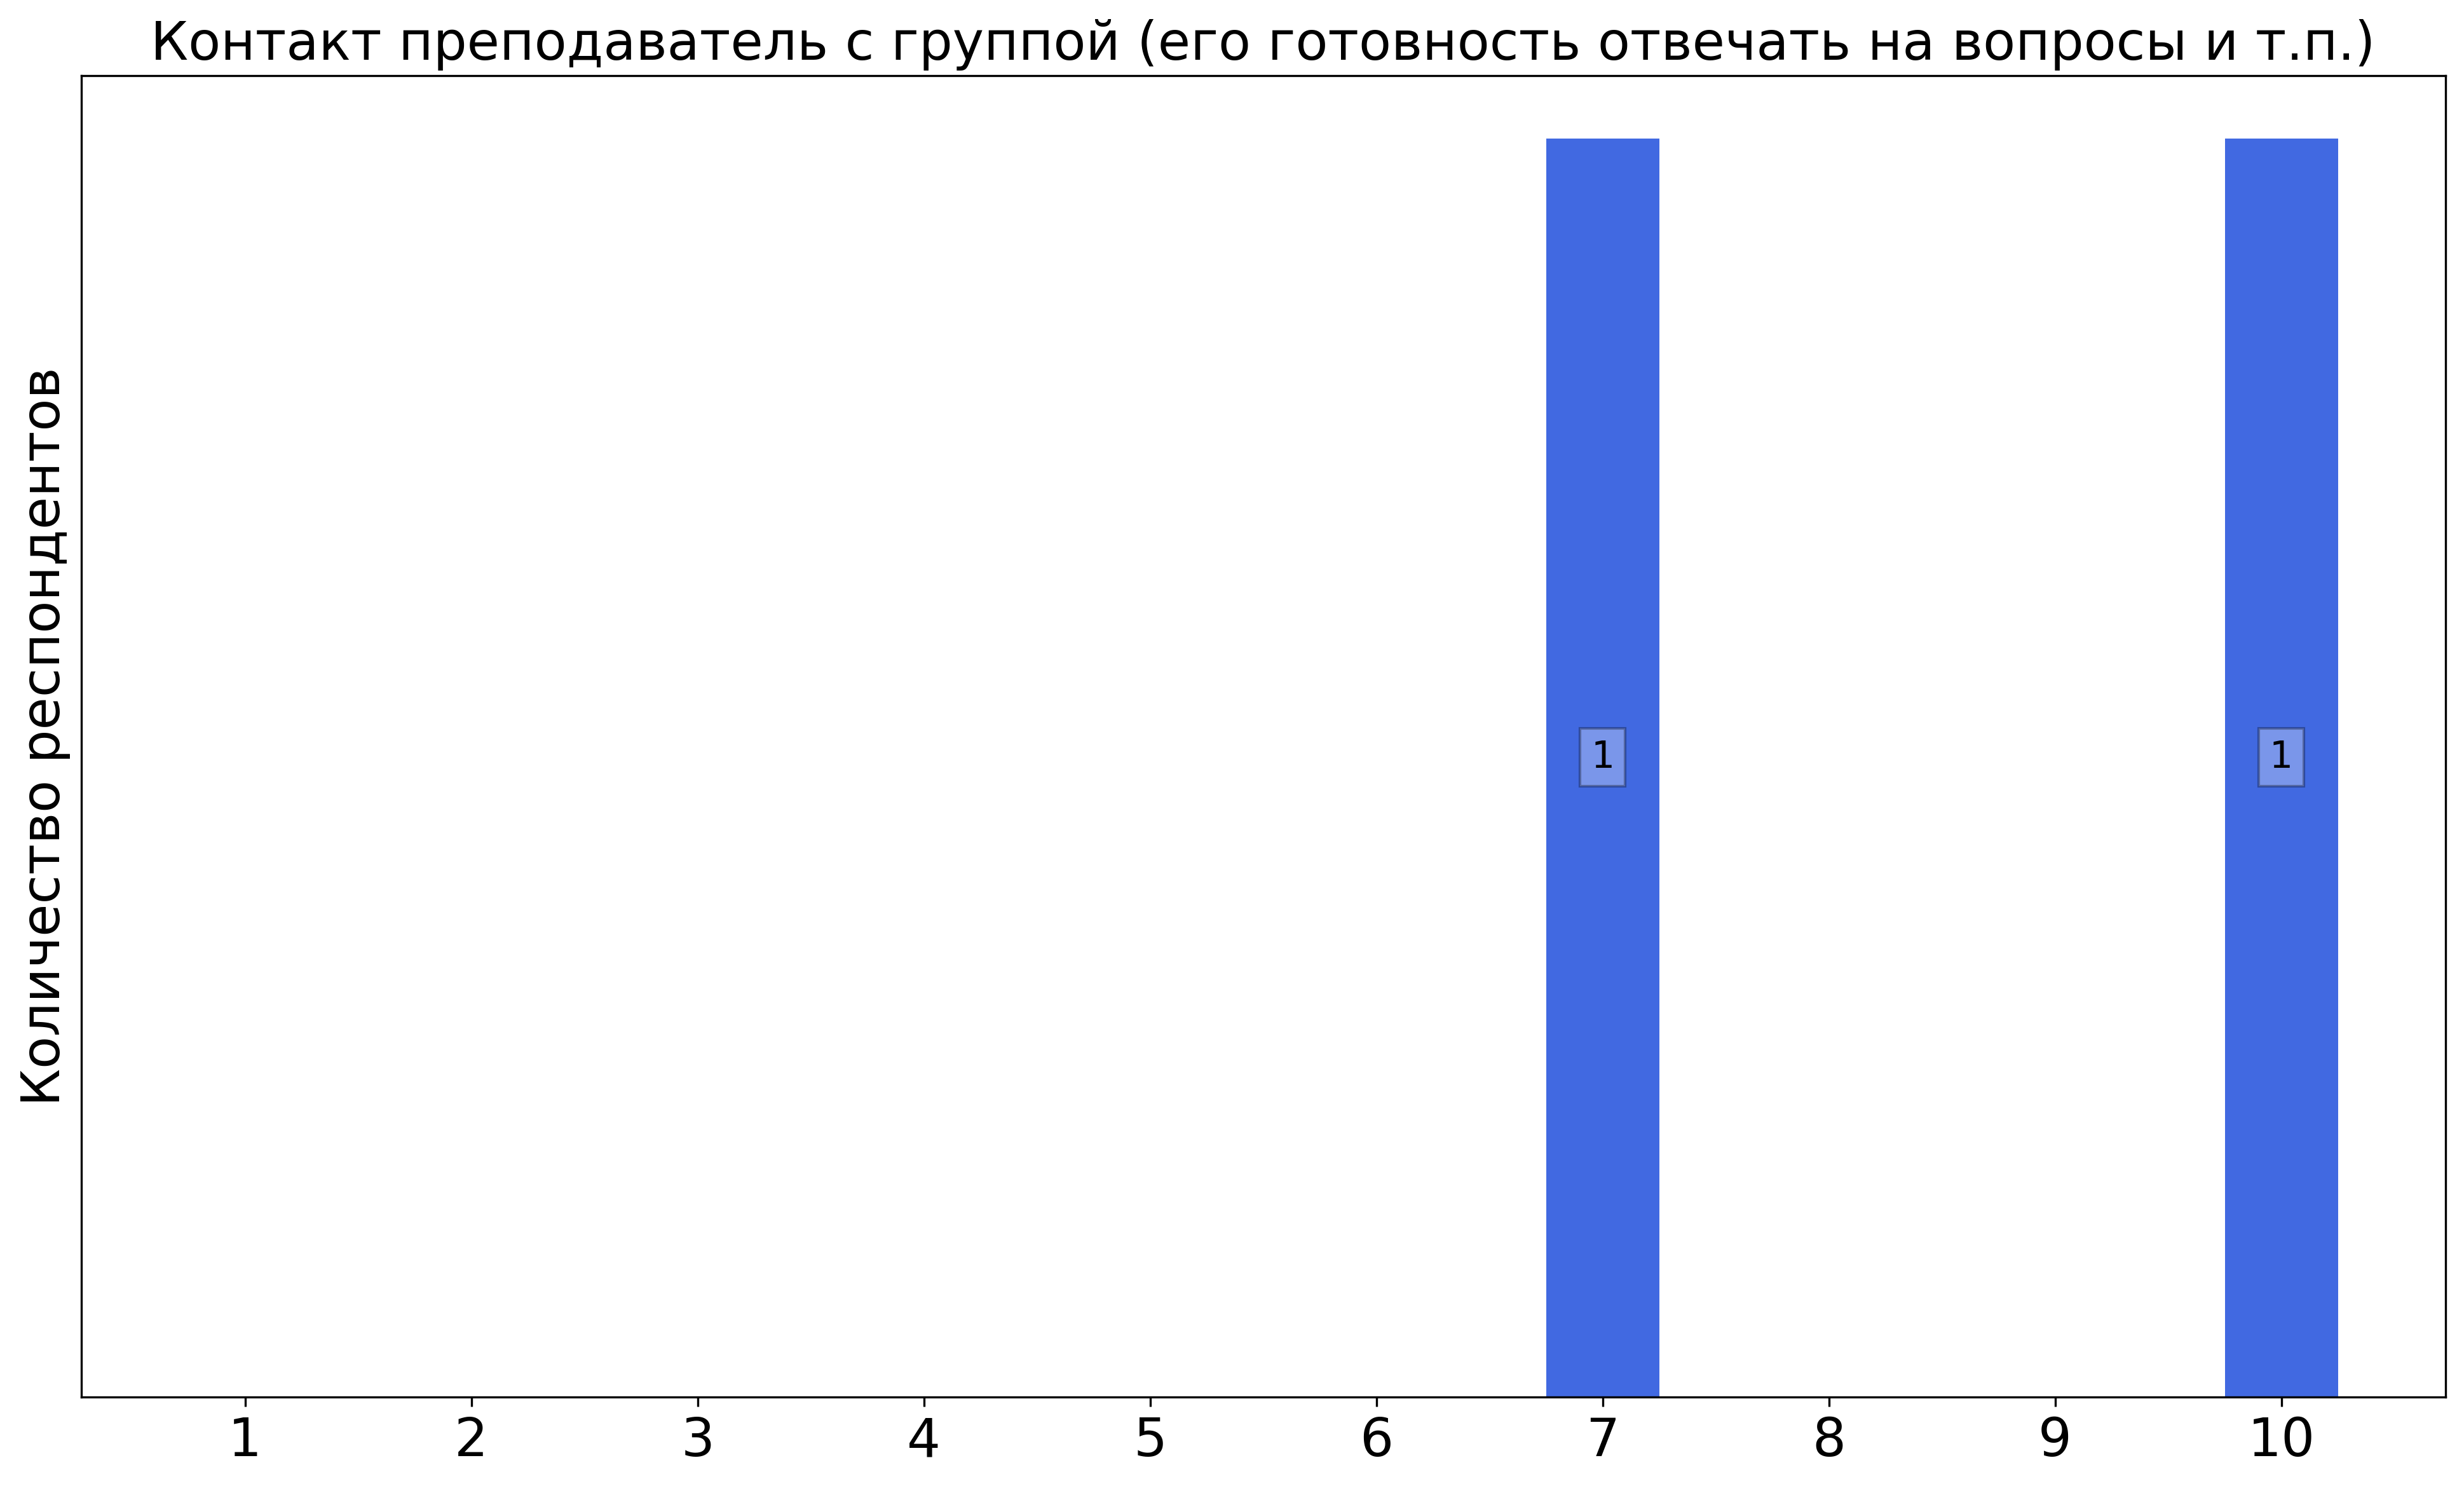 Контакт преподаватель с группой (его готовность отвечать на вопросы и т.п.)
Количество респондентов
1
1
1 2 3 4 5 6 7 8 9 10